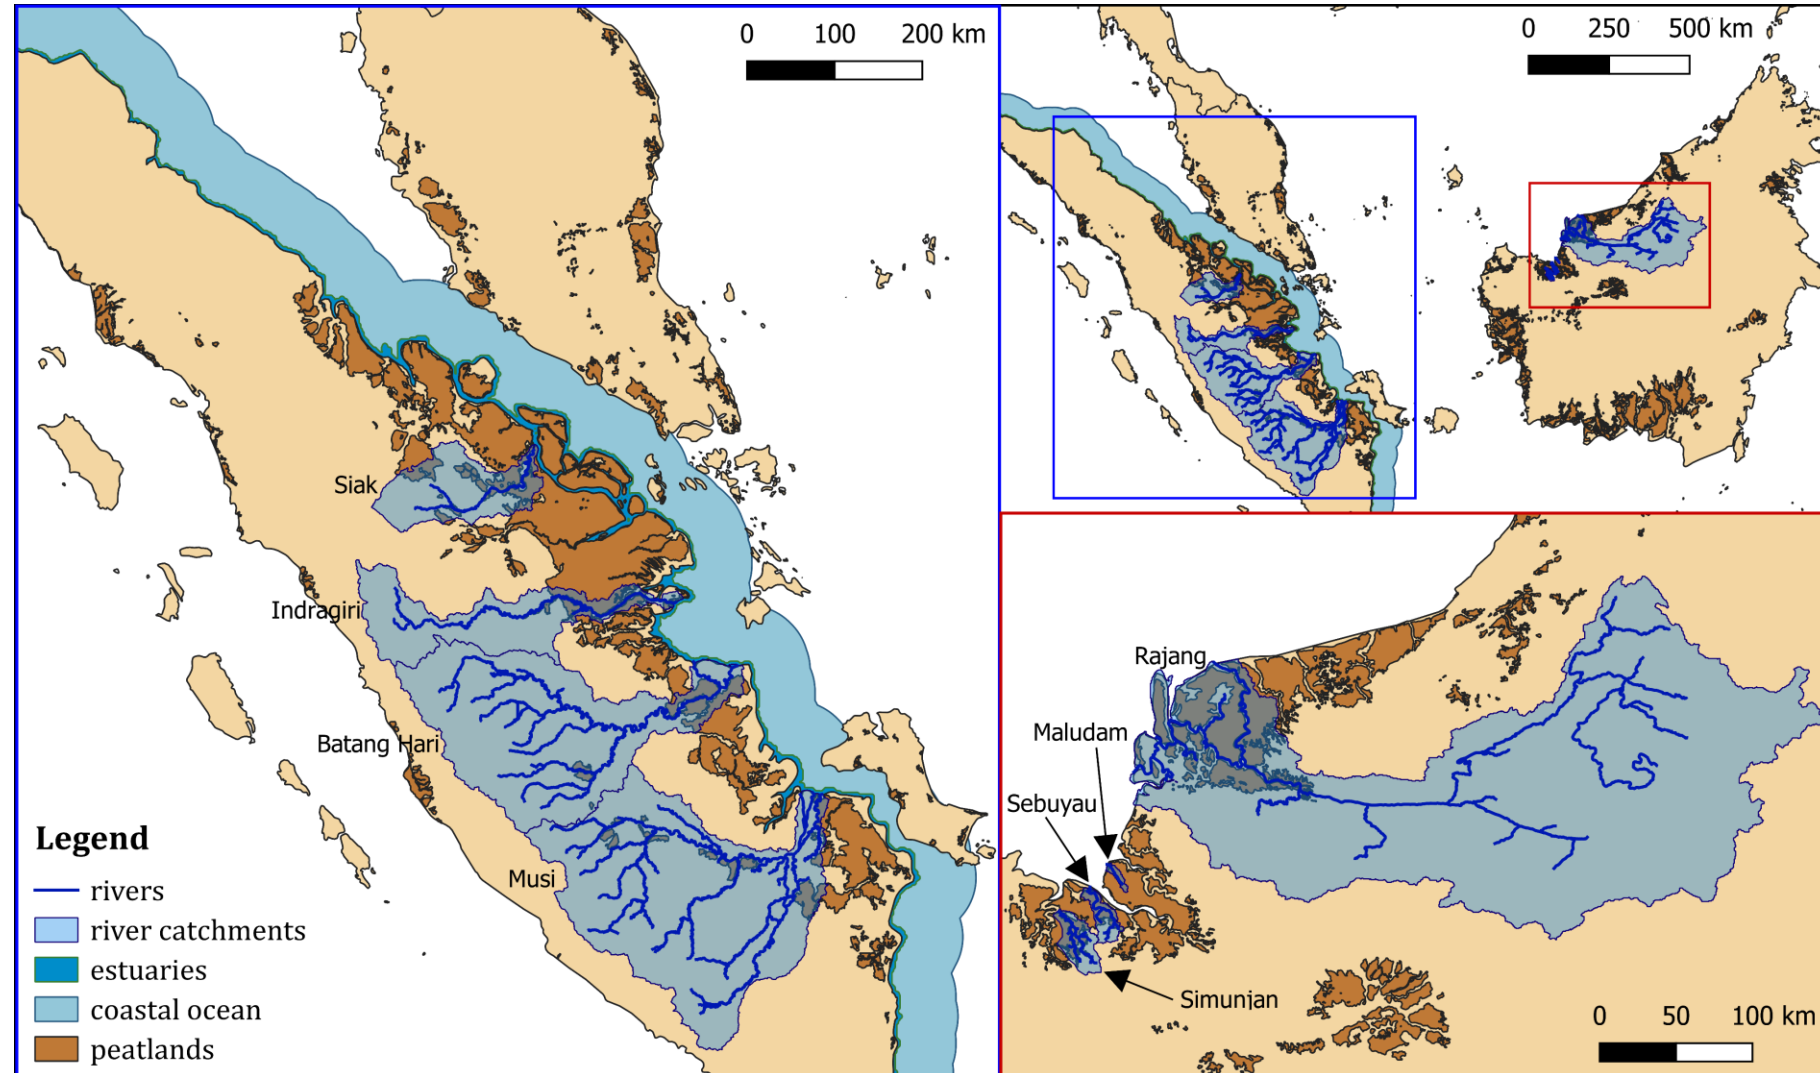 0 100 200 km
Siak
Indragiri
Batang Hari
Musi
Legend
rivers
river catchments
estuaries
coastal ocean
peatlands
0 250 500 km
Rajang
Maludam
Sebuyau
Simunjan
0 50 100 km